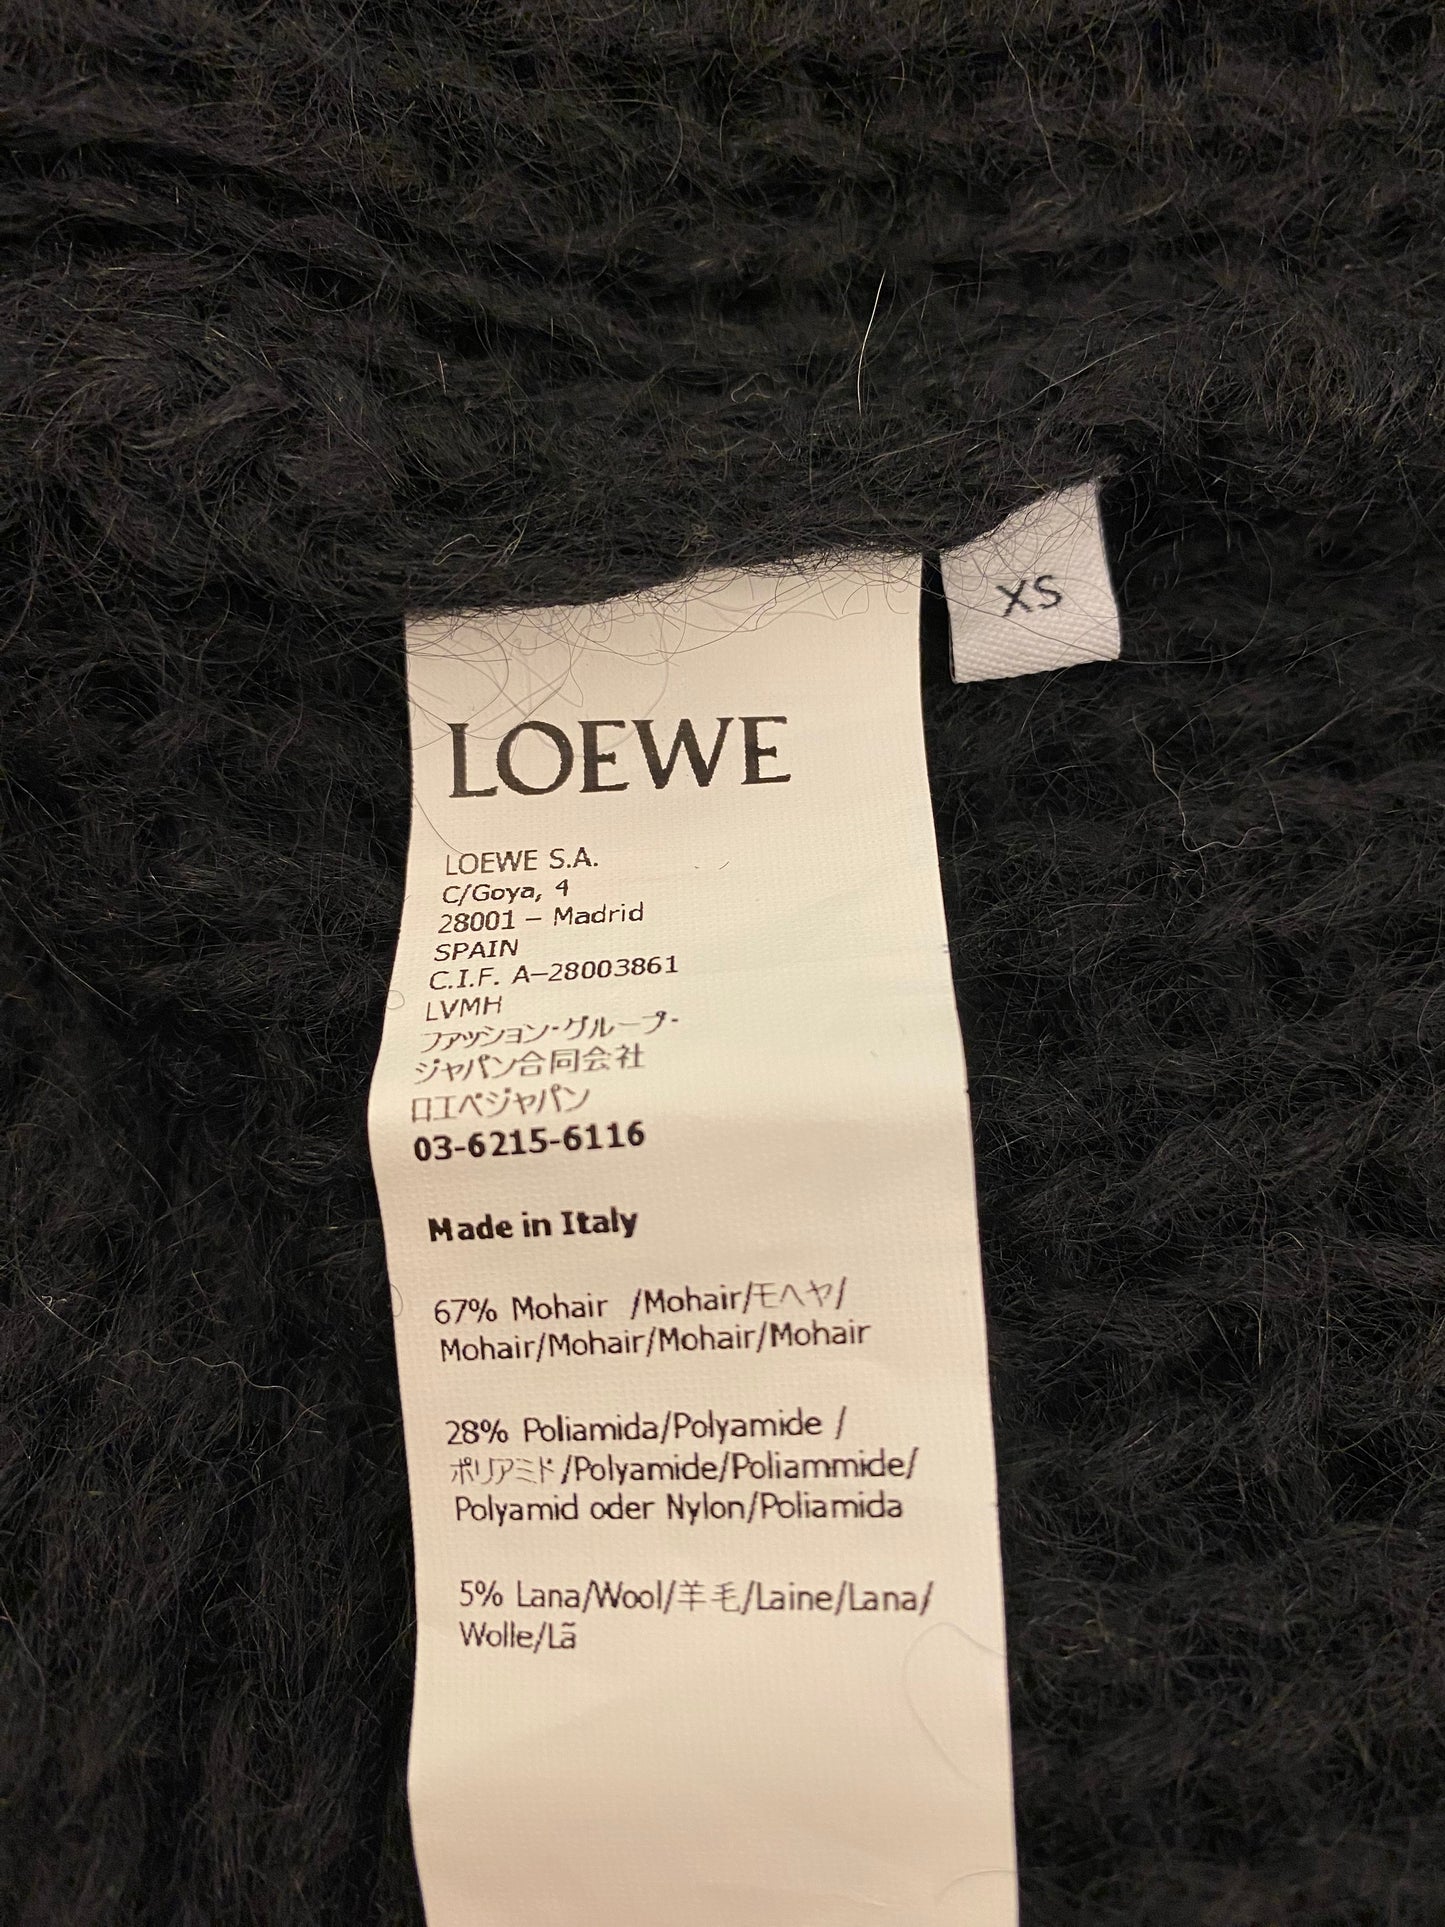 XS
LOEWE
LOEWE S.A.
C/Goya, 4
28001 – Madrid
SPAIN
C.I.F. A–28003861
LVMH
ファッション・グループ・
ジャパン合同会社
ロエベジャパン
03-6215-6116
Made in Italy
67% Mohair /Mohair/モヘヤ/
Mohair/Mohair/Mohair/Mohair
28% Poliamida/Polyamide /
ポリアミド/Polyamide/Poliammide/
Polyamid oder Nylon/Poliamida
5% Lana/Wool/羊毛/Laine/Lana/
Wolle/Lã